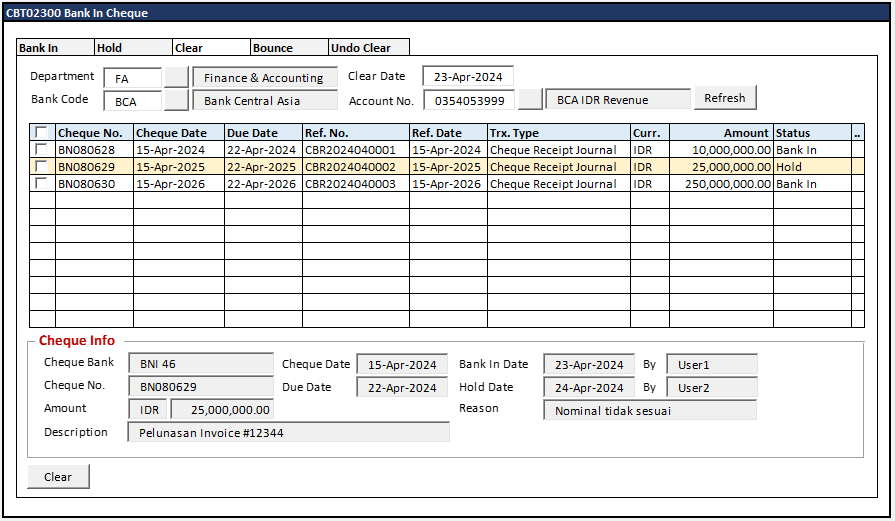 CBT02300 Bank In Cheque
Bank In Hold Clear Bounce Undo Clear
Department FA Finance & Accounting Clear Date 23-Apr-2024
Bank Code BCA Bank Central Asia Account No. 0354053999 BCA IDR Revenue Refresh
Cheque No. Cheque Date Due Date Ref. No. Ref. Date Trx. Type Curr. Amount Status ..
BN080628 15-Apr-2024 22-Apr-2024 CBR2024040001 15-Apr-2024 Cheque Receipt Journal IDR 10,000,000.00 Bank In
BN080629 15-Apr-2025 22-Apr-2025 CBR2024040002 15-Apr-2025 Cheque Receipt Journal IDR 25,000,000.00 Hold
BN080630 15-Apr-2026 22-Apr-2026 CBR2024040003 15-Apr-2026 Cheque Receipt Journal IDR 250,000,000.00 Bank In
Cheque Info
Cheque Bank BNI 46 Cheque Date 15-Apr-2024 Bank In Date 23-Apr-2024 By User1
Cheque No. BN080629 Due Date 22-Apr-2024 Hold Date 24-Apr-2024 By User2
Amount IDR 25,000,000.00 Reason Nominal tidak sesuai
Description Pelunasan Invoice #12344
Clear